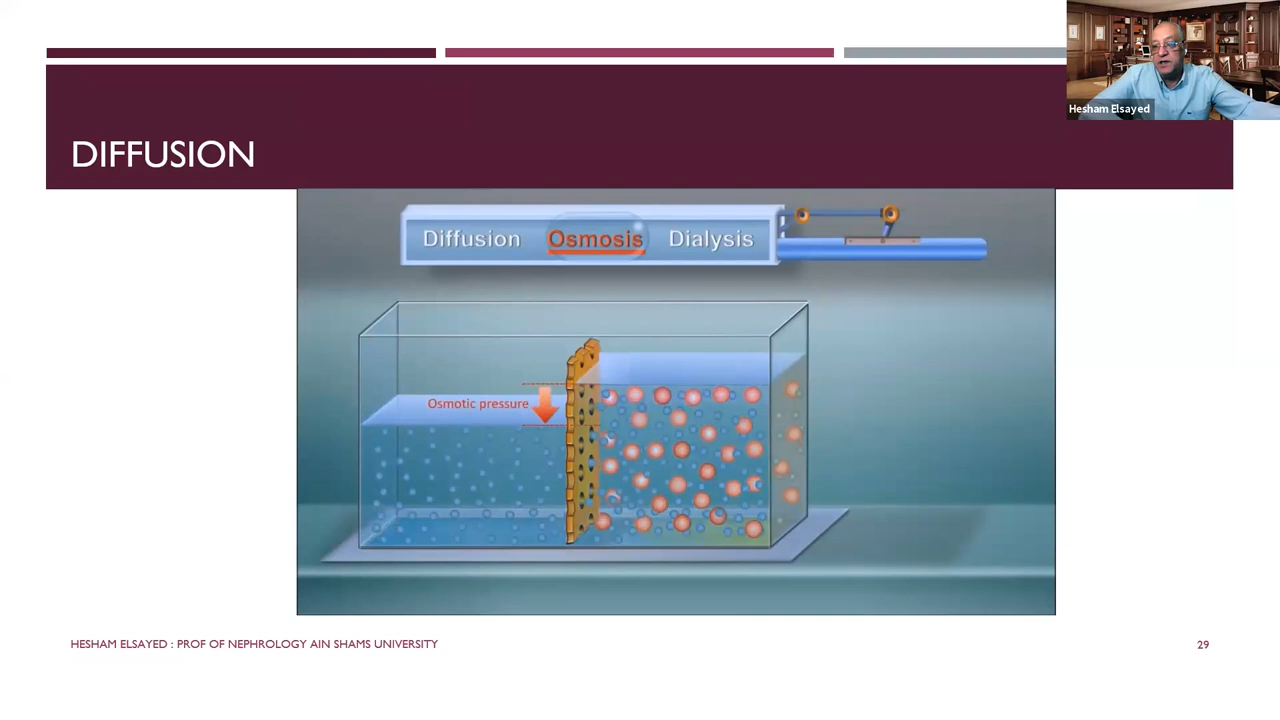 Hesham Elsayed
DIFFUSION
Diffusion Osmosis Dialysis
Osmotic pressure
HESHAM ELSAYED : PROF OF NEPHROLOGY AIN SHAMS UNIVERSITY
29